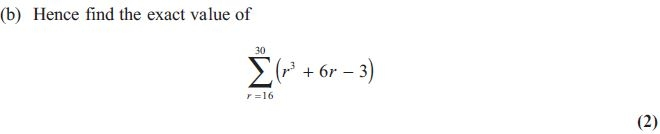 (b) Hence find the exact value of
30
∑(r³ + 6r − 3)
r=16
(2)